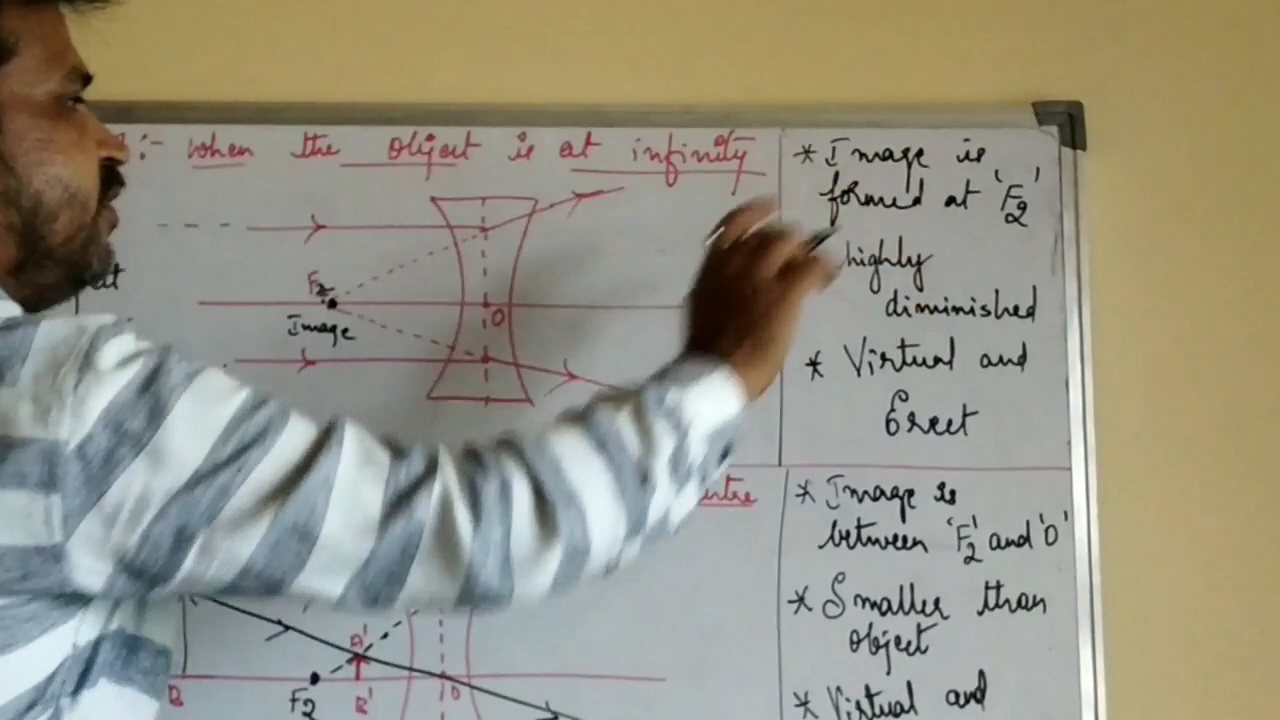 :- when the object is at infinity
F2
Image
O
* Image is
formed at 'F2'
highly
diminished
* Virtual and
Erect
* Image is
between 'F2' and 'O'
* Smaller than
object
* Virtual and
A'
B
F2
B'
O